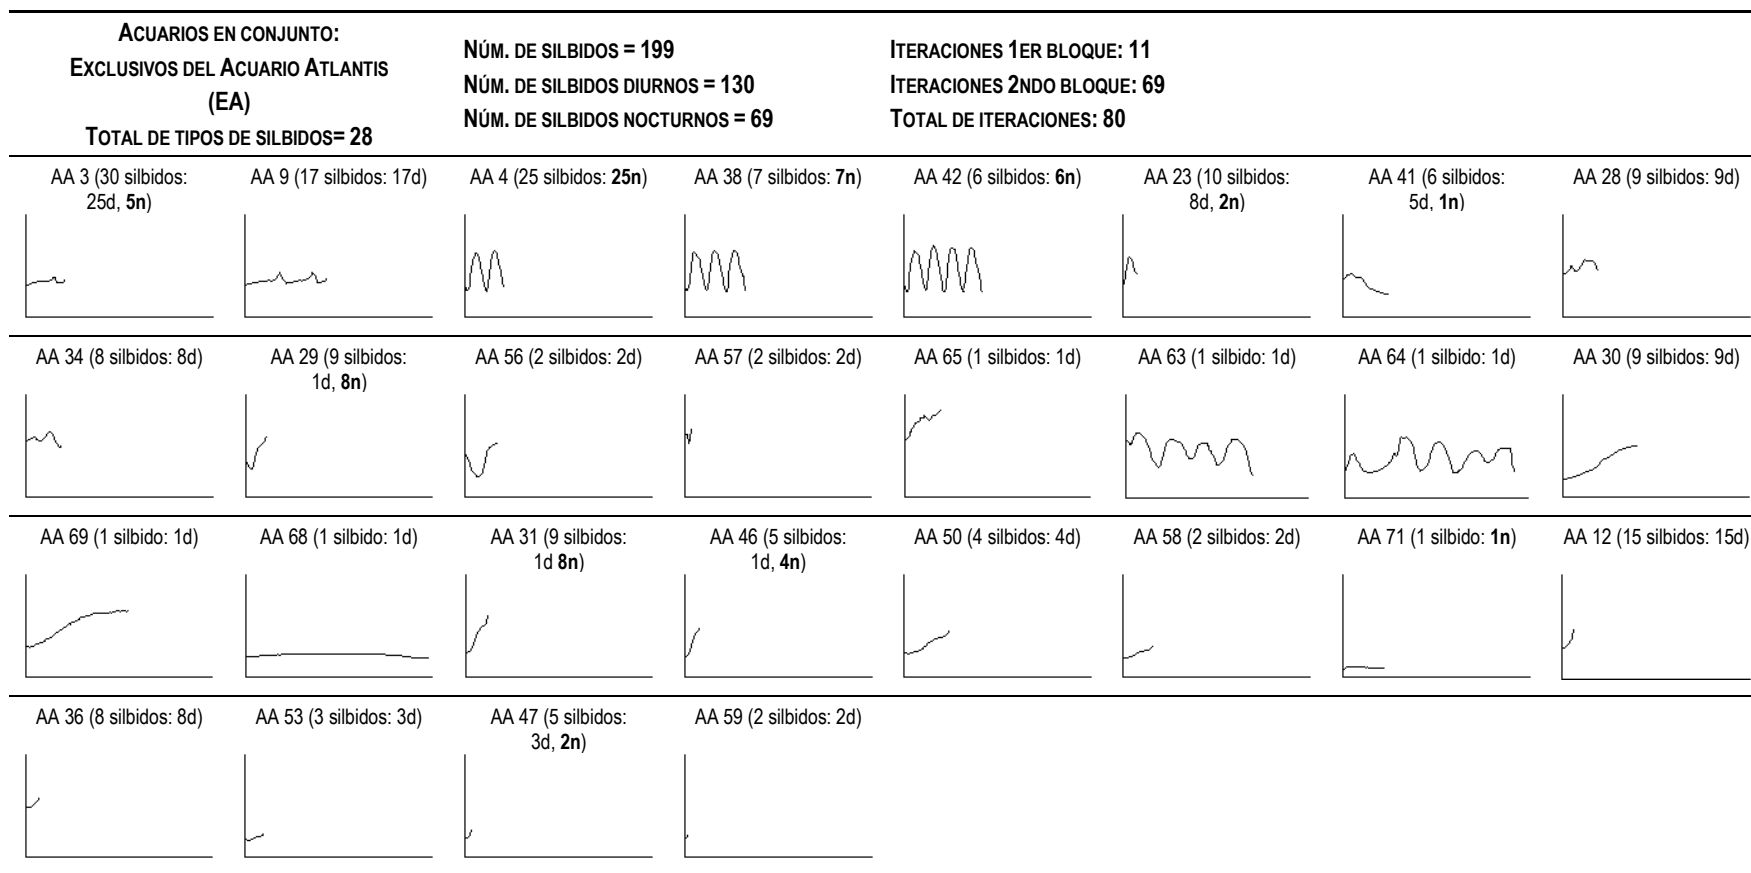 ACUARIOS EN CONJUNTO:
EXCLUSIVOS DEL ACUARIO ATLANTIS
(EA)
TOTAL DE TIPOS DE SILBIDOS= 28
NÚM. DE SILBIDOS = 199
NÚM. DE SILBIDOS DIURNOS = 130
NÚM. DE SILBIDOS NOCTURNOS = 69
ITERACIONES 1ER BLOQUE: 11
ITERACIONES 2NDO BLOQUE: 69
TOTAL DE ITERACIONES: 80
AA 3 (30 silbidos:
25d, 5n)
AA 9 (17 silbidos: 17d)
AA 4 (25 silbidos: 25n)
AA 38 (7 silbidos: 7n)
AA 42 (6 silbidos: 6n)
AA 23 (10 silbidos:
8d, 2n)
AA 41 (6 silbidos:
5d, 1n)
AA 28 (9 silbidos: 9d)
AA 34 (8 silbidos: 8d)
AA 29 (9 silbidos:
1d, 8n)
AA 56 (2 silbidos: 2d)
AA 57 (2 silbidos: 2d)
AA 65 (1 silbidos: 1d)
AA 63 (1 silbido: 1d)
AA 64 (1 silbido: 1d)
AA 30 (9 silbidos: 9d)
AA 69 (1 silbido: 1d)
AA 68 (1 silbido: 1d)
AA 31 (9 silbidos:
1d 8n)
AA 46 (5 silbidos:
1d, 4n)
AA 50 (4 silbidos: 4d)
AA 58 (2 silbidos: 2d)
AA 71 (1 silbido: 1n)
AA 12 (15 silbidos: 15d)
AA 36 (8 silbidos: 8d)
AA 53 (3 silbidos: 3d)
AA 47 (5 silbidos:
3d, 2n)
AA 59 (2 silbidos: 2d)